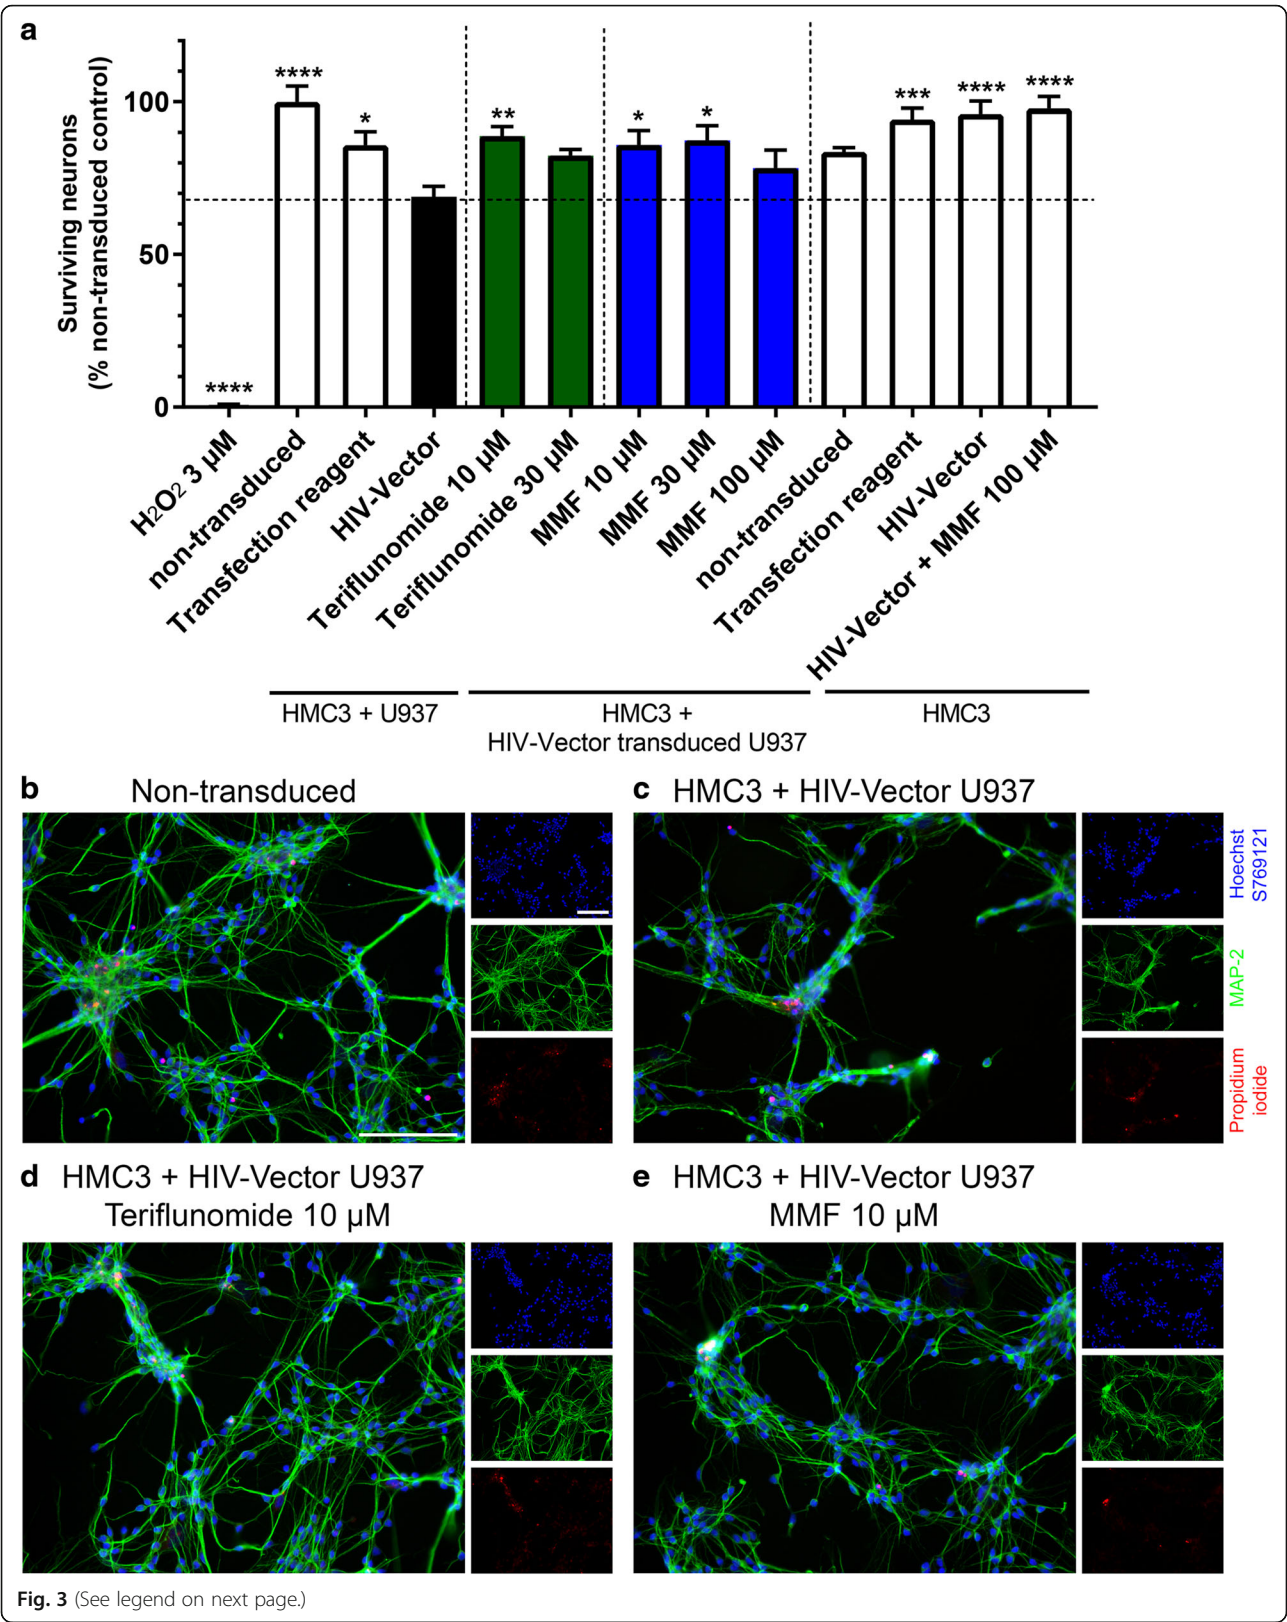 a
Surviving neurons
(% non-transduced control)
100
50
0
****
****
*
**
*
*
***
****
****
H2O2 3 µM
non-transduced
Transfection reagent
HIV-Vector
Teriflunomide 10 µM
Teriflunomide 30 µM
MMF 10 µM
MMF 30 µM
MMF 100 µM
non-transduced
Transfection reagent
HIV-Vector
HIV-Vector + MMF 100 µM
HMC3 + U937
HMC3 +
HIV-Vector transduced U937
HMC3
b Non-transduced
c HMC3 + HIV-Vector U937
Hoechst
S769121
MAP-2
Propidium
iodide
d HMC3 + HIV-Vector U937
Teriflunomide 10 µM
e HMC3 + HIV-Vector U937
MMF 10 µM
Fig. 3 (See legend on next page.)